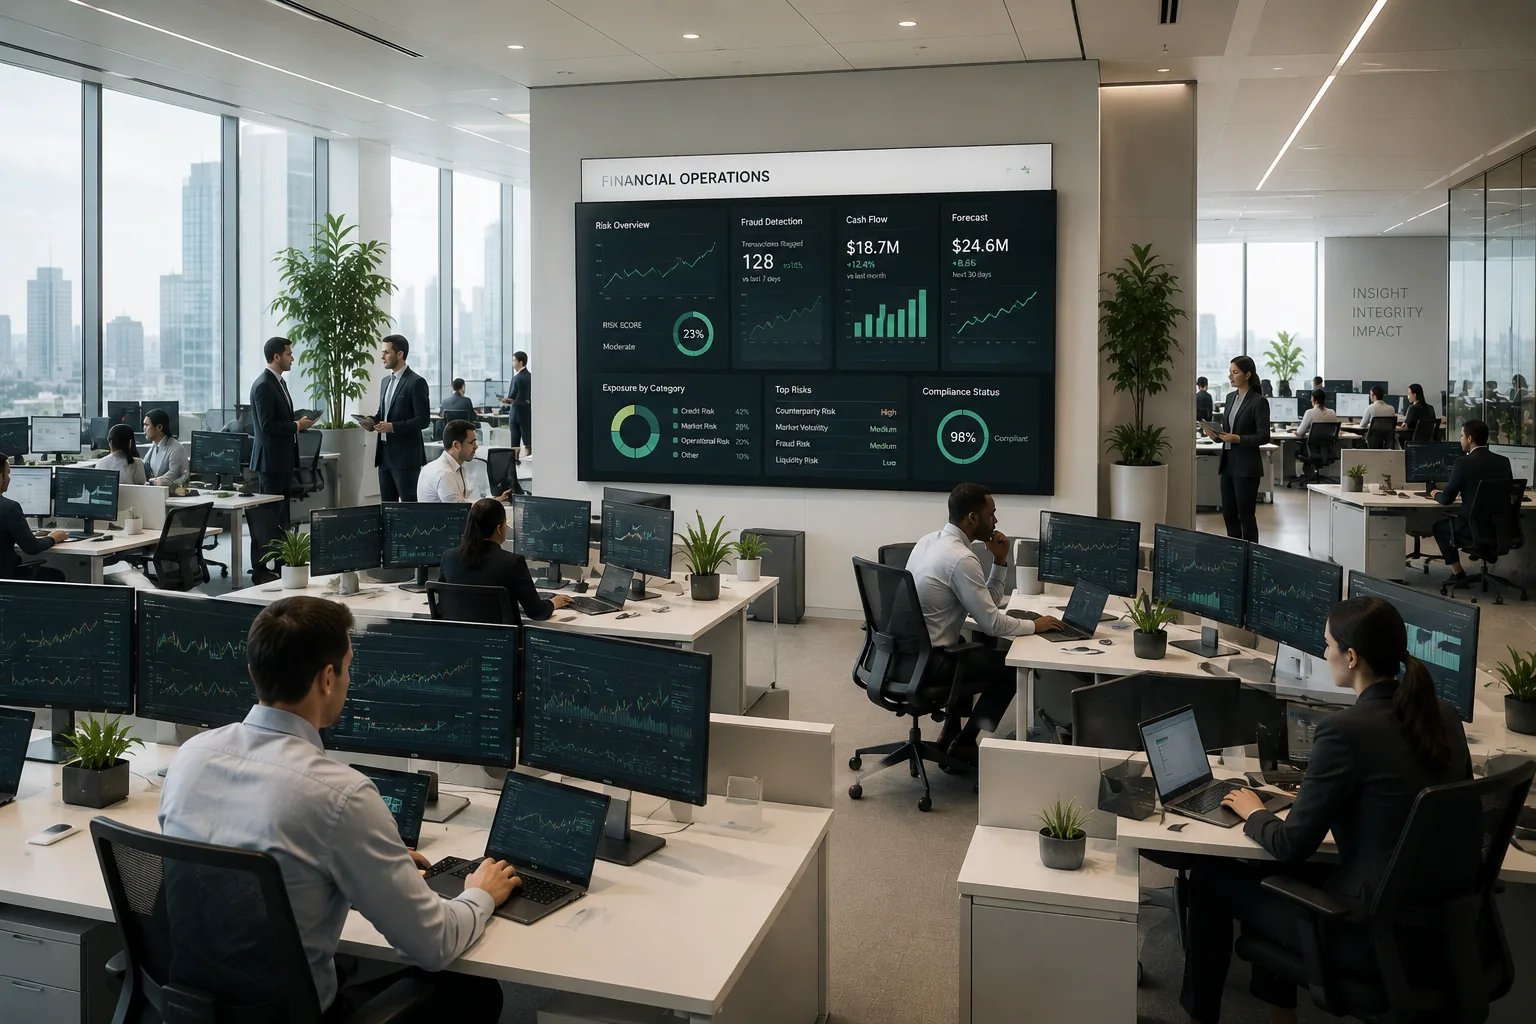 FINANCIAL OPERATIONS
Risk Overview
RISK SCORE
Moderate
23%
Fraud Detection
Transactions flagged
128
vs last 7 days
Cash Flow
$18.7M
+12.4%
vs last month
Forecast
$24.6M
Next 30 days
Exposure by Category
Credit Risk 42%
Market Risk 28%
Operational Risk 20%
Other 10%
Top Risks
Counterparty Risk High
Market Volatility Medium
Fraud Risk Medium
Liquidity Risk Low
Compliance Status
98%
Compliant
INSIGHT
INTEGRITY
IMPACT